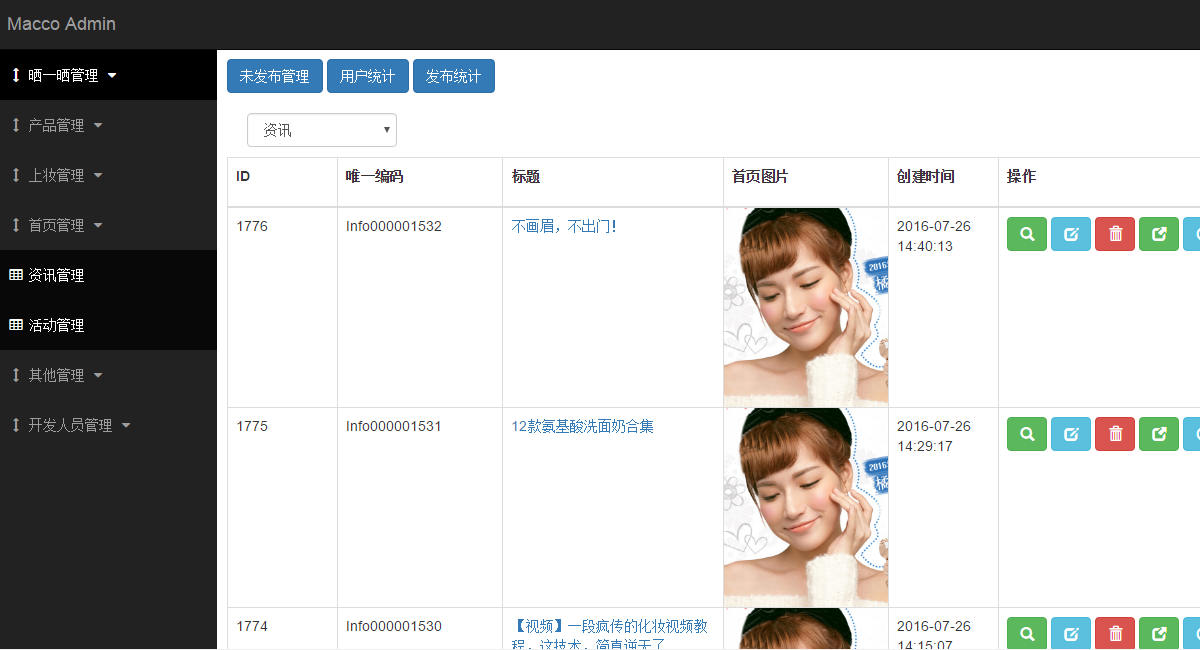 Macco Admin
晒一晒管理
产品管理
上妆管理
首页管理
资讯管理
活动管理
其他管理
开发人员管理
未发布管理 用户统计 发布统计
资讯
ID 唯一编码 标题 首页图片 创建时间 操作
1776 Info000001532 不画眉，不出门！ 2016-07-26
14:40:13
2016
橘
1775 Info000001531 12款氨基酸洗面奶合集 2016-07-26
14:29:17
2016
橘
1774 Info000001530 【视频】一段疯传的化妆视频教 2016-07-26
程，这技术，简直逆天了 14:15:07